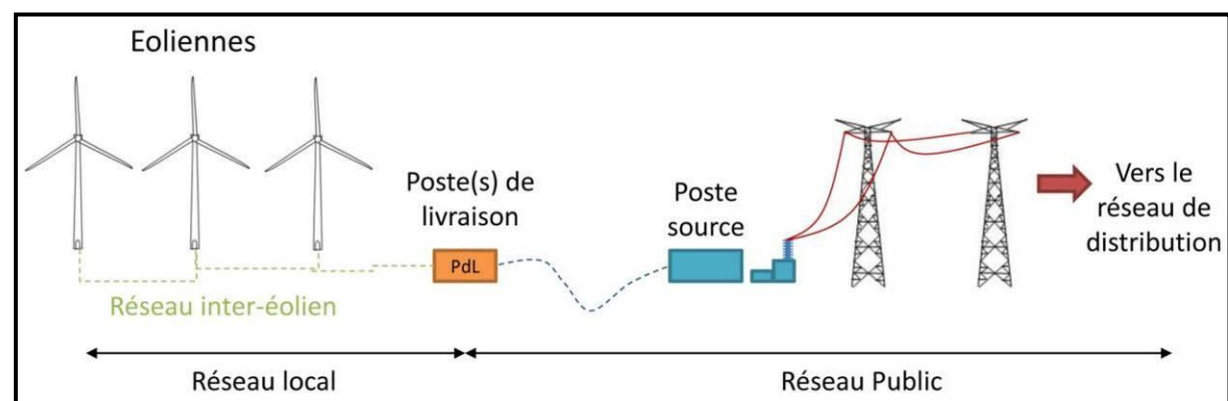 Eoliennes
Poste(s) de
livraison
PdL
Poste
source
Vers le
réseau de
distribution
Réseau inter-éolien
Réseau local
Réseau Public